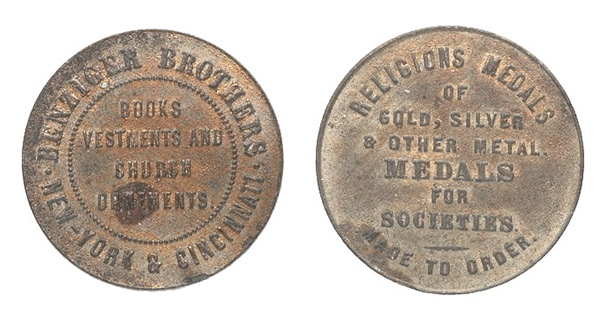 BENZIGER BROTHERS
BOOKS
VESTMENTS AND
CHURCH
ORNAMENTS.
NEW-YORK & CINCINNATI.
RELIGIONS MEDALS
OF
GOLD, SILVER
& OTHER METAL.
MEDALS
FOR
SOCIETIES.
MADE TO ORDER.